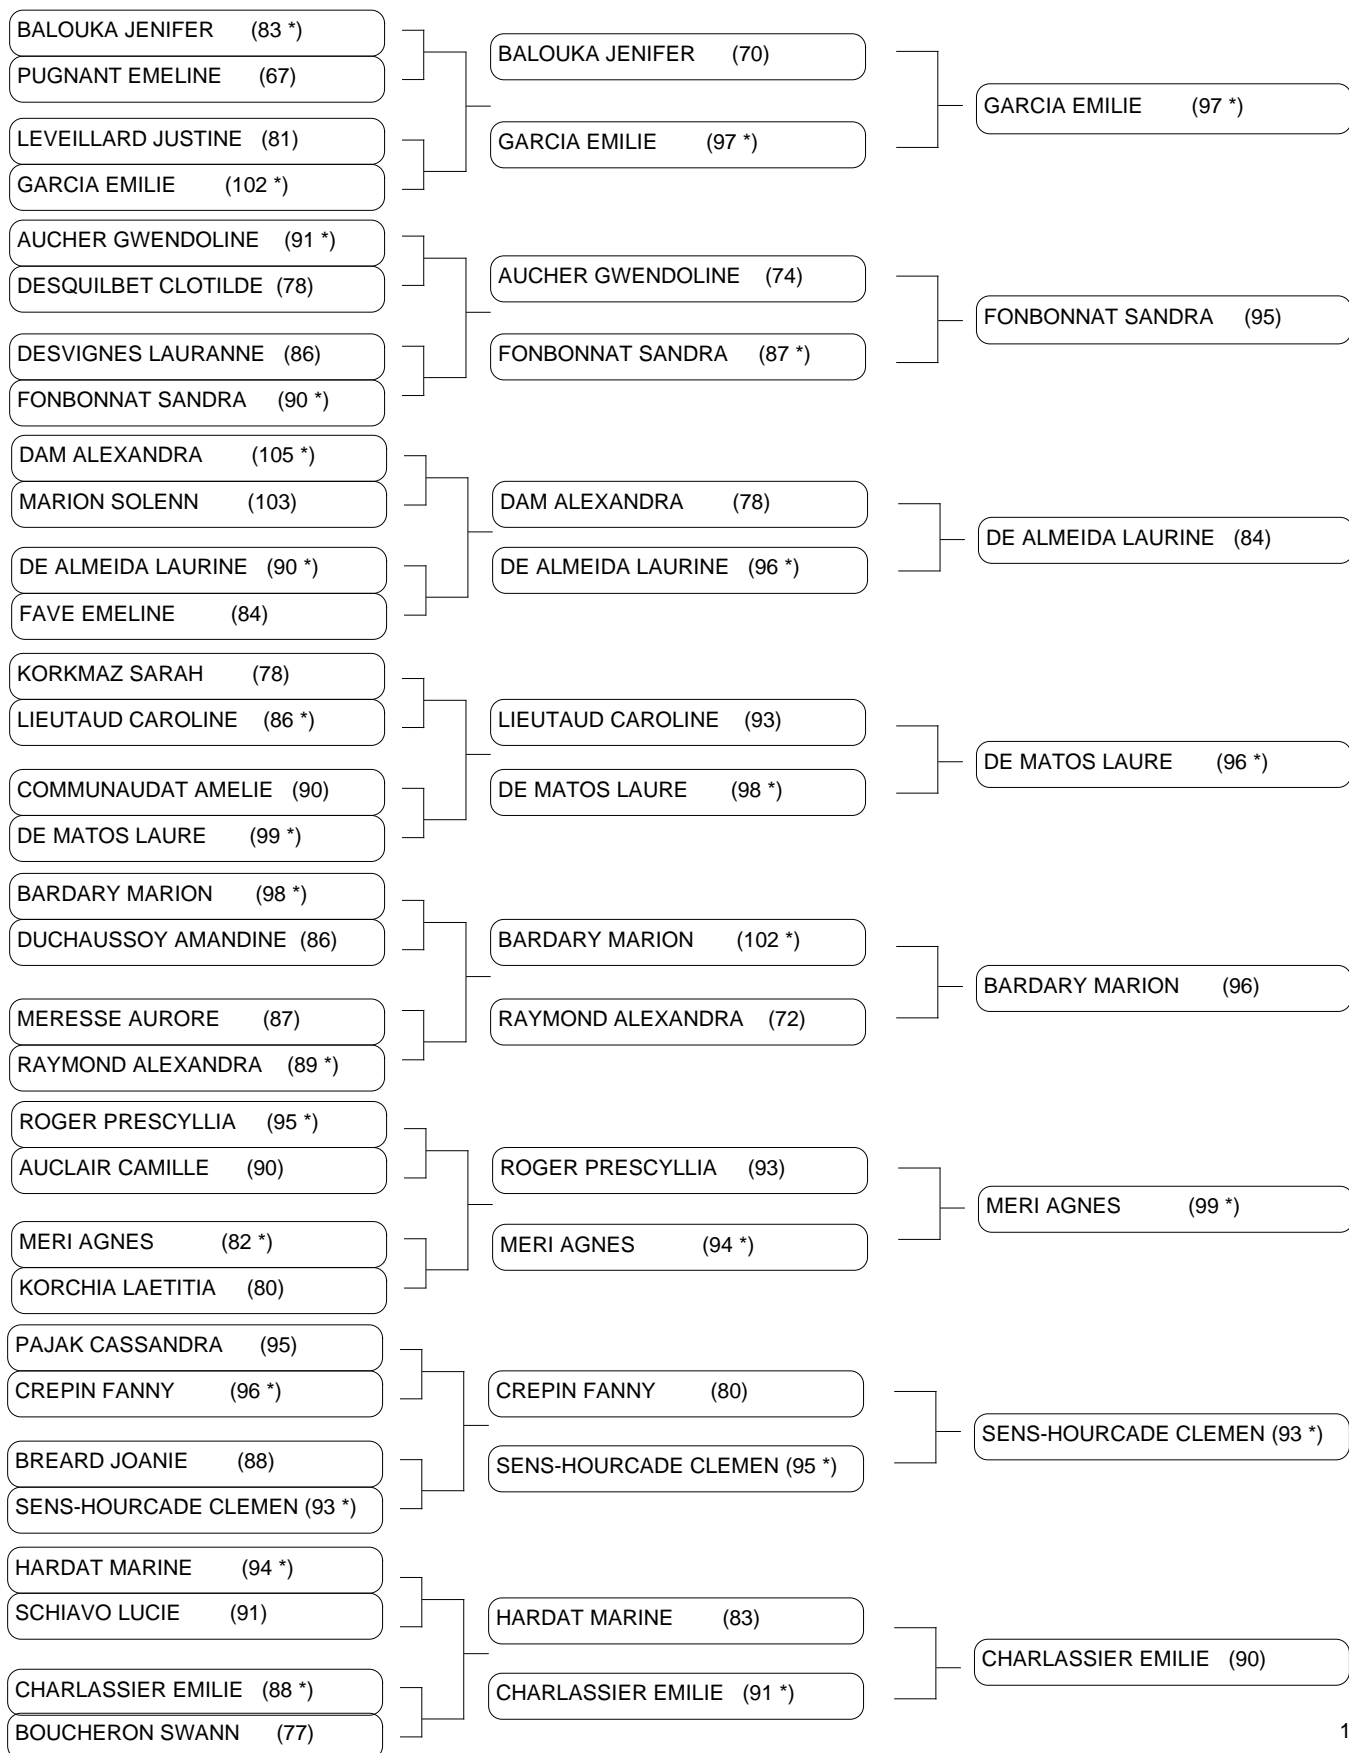 BALOUKA JENIFER (83 *)
PUGNANT EMELINE (67)
LEVEILLARD JUSTINE (81)
GARCIA EMILIE (102 *)
AUCHER GWENDOLINE (91 *)
DESQUILBET CLOTILDE (78)
DESVIGNES LAURANNE (86)
FONBONNAT SANDRA (90 *)
DAM ALEXANDRA (105 *)
MARION SOLENN (103)
DE ALMEIDA LAURINE (90 *)
FAVE EMELINE (84)
KORKMAZ SARAH (78)
LIEUTAUD CAROLINE (86 *)
COMMUNAUDAT AMELIE (90)
DE MATOS LAURE (99 *)
BARDARY MARION (98 *)
DUCHAUSSOY AMANDINE (86)
MERESSE AURORE (87)
RAYMOND ALEXANDRA (89 *)
ROGER PRESCYLLIA (95 *)
AUCLAIR CAMILLE (90)
MERI AGNES (82 *)
KORCHIA LAETITIA (80)
PAJAK CASSANDRA (95)
CREPIN FANNY (96 *)
BREARD JOANIE (88)
SENS-HOURCADE CLEMEN (93 *)
HARDAT MARINE (94 *)
SCHIAVO LUCIE (91)
CHARLASSIER EMILIE (88 *)
BOUCHERON SWANN (77)
BALOUKA JENIFER (70)
GARCIA EMILIE (97 *)
AUCHER GWENDOLINE (74)
FONBONNAT SANDRA (87 *)
DAM ALEXANDRA (78)
DE ALMEIDA LAURINE (96 *)
LIEUTAUD CAROLINE (93)
DE MATOS LAURE (98 *)
BARDARY MARION (102 *)
RAYMOND ALEXANDRA (72)
ROGER PRESCYLLIA (93)
MERI AGNES (94 *)
CREPIN FANNY (80)
SENS-HOURCADE CLEMEN (95 *)
HARDAT MARINE (83)
CHARLASSIER EMILIE (91 *)
GARCIA EMILIE (97 *)
FONBONNAT SANDRA (95)
DE ALMEIDA LAURINE (84)
DE MATOS LAURE (96 *)
BARDARY MARION (96)
MERI AGNES (99 *)
SENS-HOURCADE CLEMEN (93 *)
CHARLASSIER EMILIE (90)
1